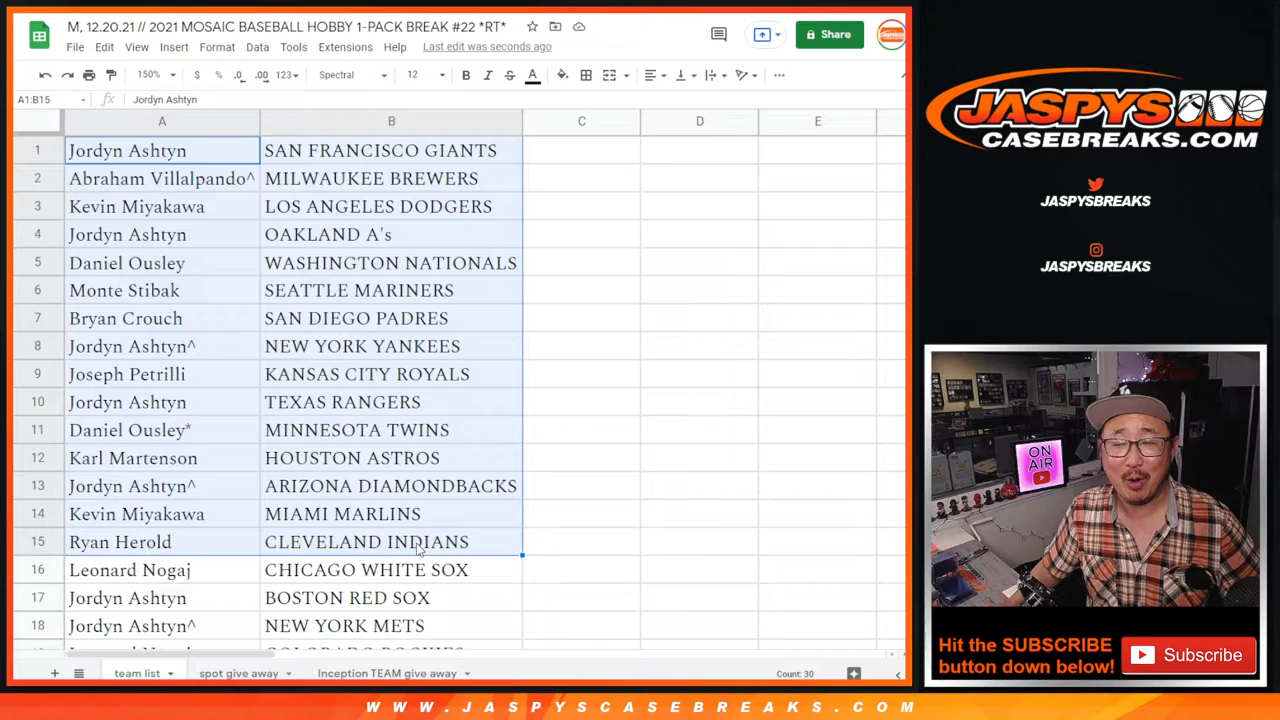 M, 12.20.21 // 2021 MOSAIC BASEBALL HOBBY 1-PACK BREAK #22 *RT*
File Edit View Insert Format Data Tools Extensions Help Last edit was seconds ago
Share
150% $ % .0 .00 123 Spectral 12 B I S A
A1:B15 fx Jordyn Ashtyn
A B C D E
1 Jordyn Ashtyn SAN FRANCISCO GIANTS
2 Abraham Villalpando^ MILWAUKEE BREWERS
3 Kevin Miyakawa LOS ANGELES DODGERS
4 Jordyn Ashtyn OAKLAND A's
5 Daniel Ousley WASHINGTON NATIONALS
6 Monte Stibak SEATTLE MARINERS
7 Bryan Crouch SAN DIEGO PADRES
8 Jordyn Ashtyn^ NEW YORK YANKEES
9 Joseph Petrilli KANSAS CITY ROYALS
10 Jordyn Ashtyn TEXAS RANGERS
11 Daniel Ousley* MINNESOTA TWINS
12 Karl Martenson HOUSTON ASTROS
13 Jordyn Ashtyn^ ARIZONA DIAMONDBACKS
14 Kevin Miyakawa MIAMI MARLINS
15 Ryan Herold CLEVELAND INDIANS
16 Leonard Nogaj CHICAGO WHITE SOX
17 Jordyn Ashtyn BOSTON RED SOX
18 Jordyn Ashtyn^ NEW YORK METS
team list spot give away Inception TEAM give away Count: 30
JASPYS
CASEBREAKS.COM
JASPYSBREAKS
JASPYSBREAKS
ON
AIR
Hit the SUBSCRIBE
button down below!
Subscribe
WWW.JASPYSCASEBREAKS.COM